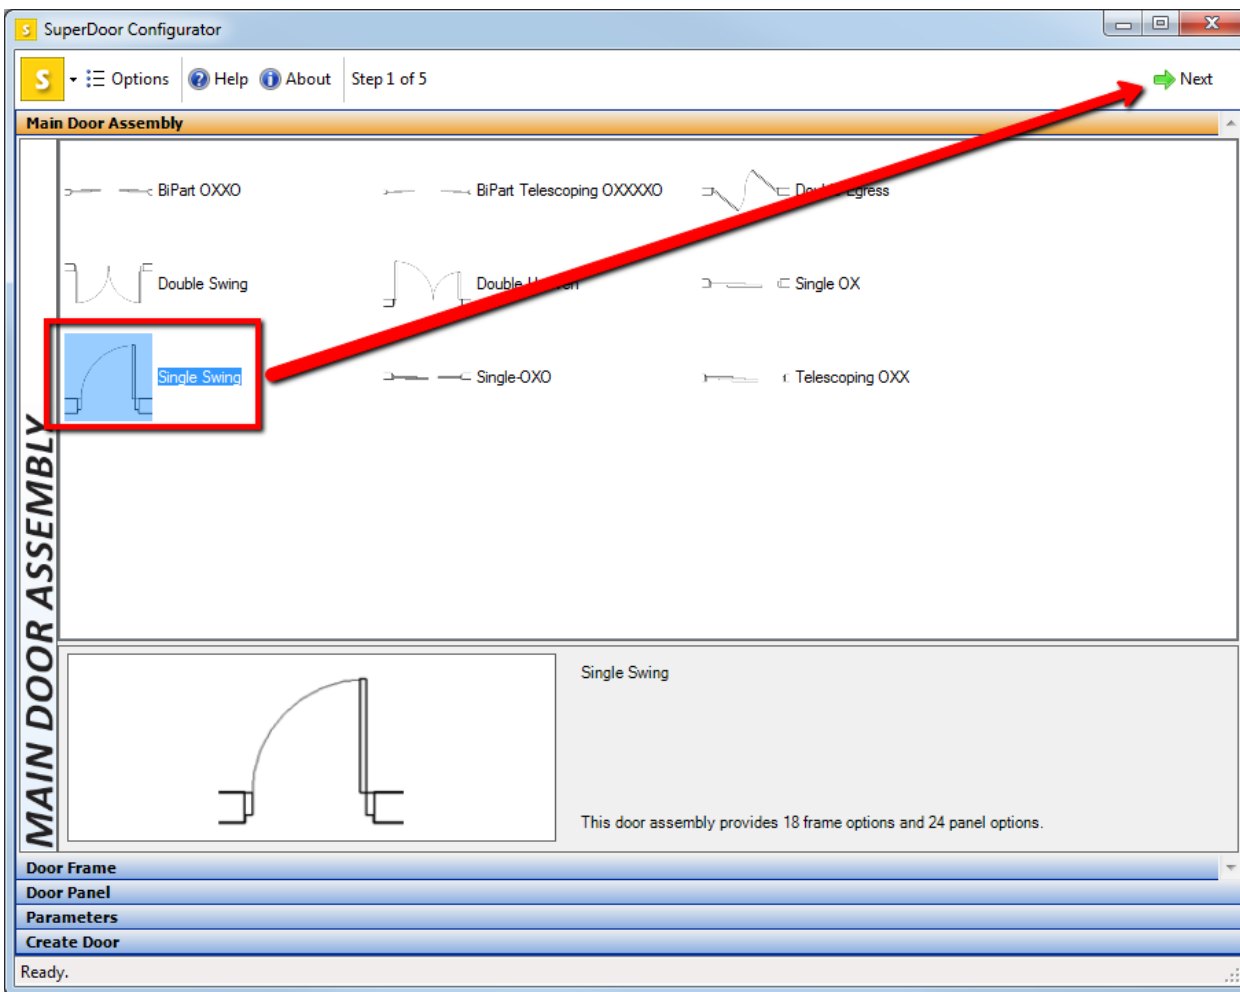 S SuperDoor Configurator
S Options Help About Step 1 of 5 Next
Main Door Assembly
BiPart OXXO BiPart Telescoping OXXXXO Double Egress
Double Swing Double Single OX
Single Swing Single-OXO Telescoping OXX
MAIN DOOR ASSEMBLY
Single Swing
This door assembly provides 18 frame options and 24 panel options.
Door Frame
Door Panel
Parameters
Create Door
Ready.